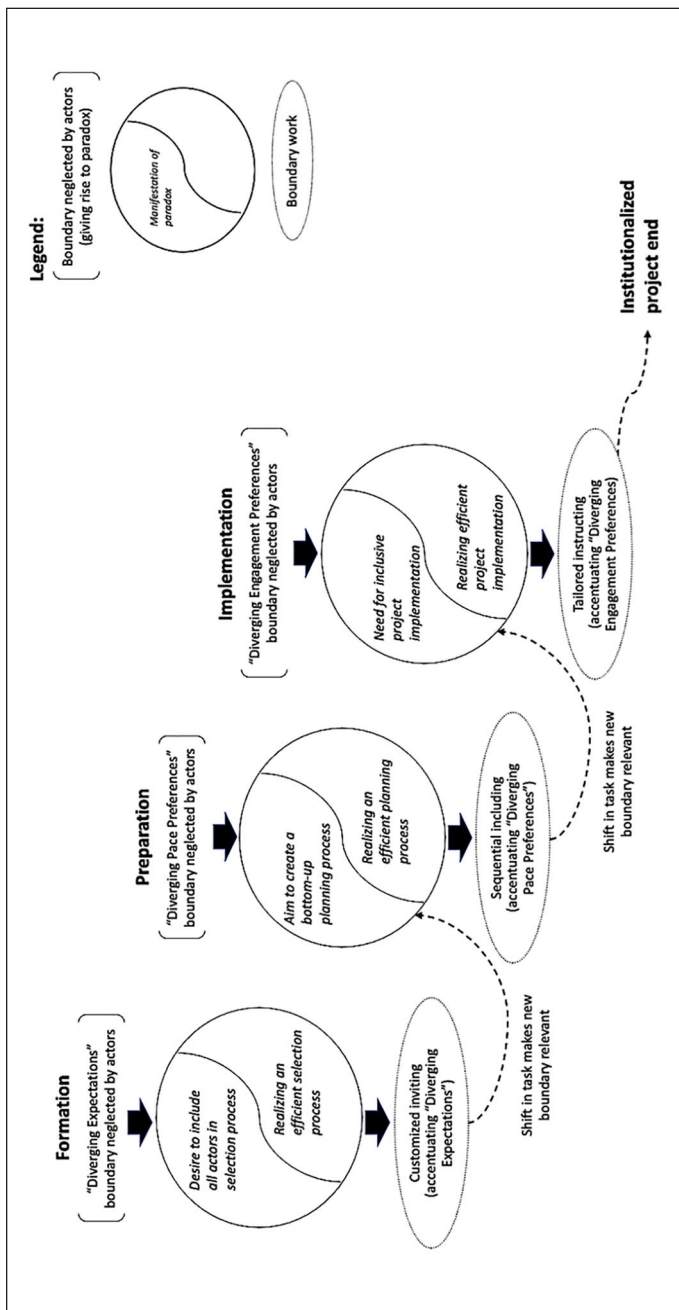 Formation
"Diverging Expectations"
boundary neglected by actors
Desire to include
all actors in
selection process
Realizing an
efficient selection
process
Customized inviting
(accentuating "Diverging
Expectations")
Shift in task makes new
boundary relevant
Preparation
"Diverging Pace Preferences"
boundary neglected by actors
Aim to create a
bottom-up
planning process
Realizing an
efficient planning
process
Sequential including
(accentuating "Diverging
Pace Preferences")
Shift in task makes new
boundary relevant
Implementation
"Diverging Engagement Preferences"
boundary neglected by actors
Need for inclusive
project
implementation
Realizing efficient
project
implementation
Tailored instructing
(accentuating "Diverging
Engagement Preferences)
Institutionalized
project end
Legend:
Boundary neglected by actors
(giving rise to paradox)
Manifestation of
paradox
Boundary work